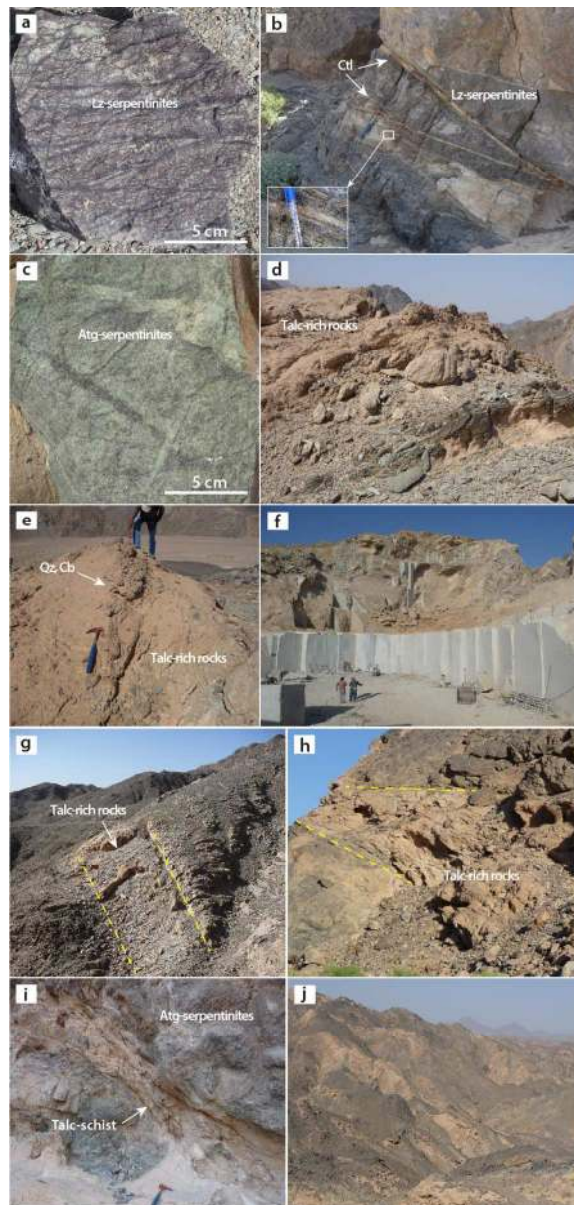 a
Lz-serpentinites
5 cm
b
Ctl
Lz-serpentinites
c
Atg-serpentinites
5 cm
d
Talc-rich rocks
e
Qz, Cb
Talc-rich rocks
f
g
Talc-rich rocks
h
Talc-rich rocks
i
Atg-serpentinites
Talc-schist
j